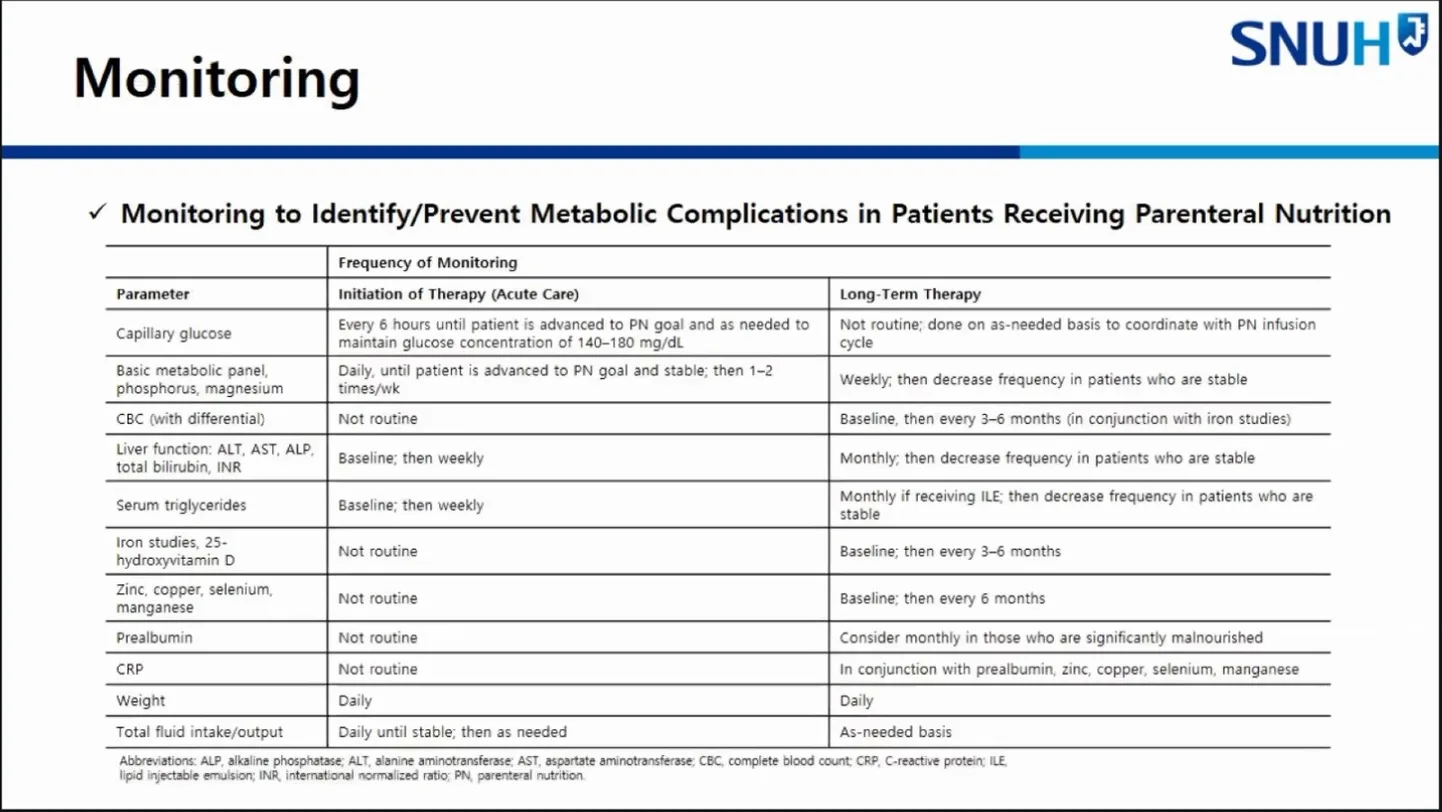 SNUH
Monitoring
✓ Monitoring to Identify/Prevent Metabolic Complications in Patients Receiving Parenteral Nutrition
Frequency of Monitoring
Parameter
Initiation of Therapy (Acute Care)
Long-Term Therapy
Capillary glucose
Every 6 hours until patient is advanced to PN goal and as needed to
maintain glucose concentration of 140–180 mg/dL
Not routine; done on as-needed basis to coordinate with PN infusion
cycle
Basic metabolic panel,
phosphorus, magnesium
Daily, until patient is advanced to PN goal and stable; then 1–2
times/wk
Weekly; then decrease frequency in patients who are stable
CBC (with differential)
Not routine
Baseline, then every 3–6 months (in conjunction with iron studies)
Liver function: ALT, AST, ALP,
total bilirubin, INR
Baseline; then weekly
Monthly; then decrease frequency in patients who are stable
Serum triglycerides
Baseline; then weekly
Monthly if receiving ILE; then decrease frequency in patients who are
stable
Iron studies, 25-
hydroxyvitamin D
Not routine
Baseline; then every 3–6 months
Zinc, copper, selenium,
manganese
Not routine
Baseline; then every 6 months
Prealbumin
Not routine
Consider monthly in those who are significantly malnourished
CRP
Not routine
In conjunction with prealbumin, zinc, copper, selenium, manganese
Weight
Daily
Daily
Total fluid intake/output
Daily until stable; then as needed
As-needed basis
Abbreviations: ALP, alkaline phosphatase; ALT, alanine aminotransferase; AST, aspartate aminotransferase; CBC, complete blood count; CRP, C-reactive protein; ILE,
lipid injectable emulsion; INR, international normalized ratio; PN, parenteral nutrition.